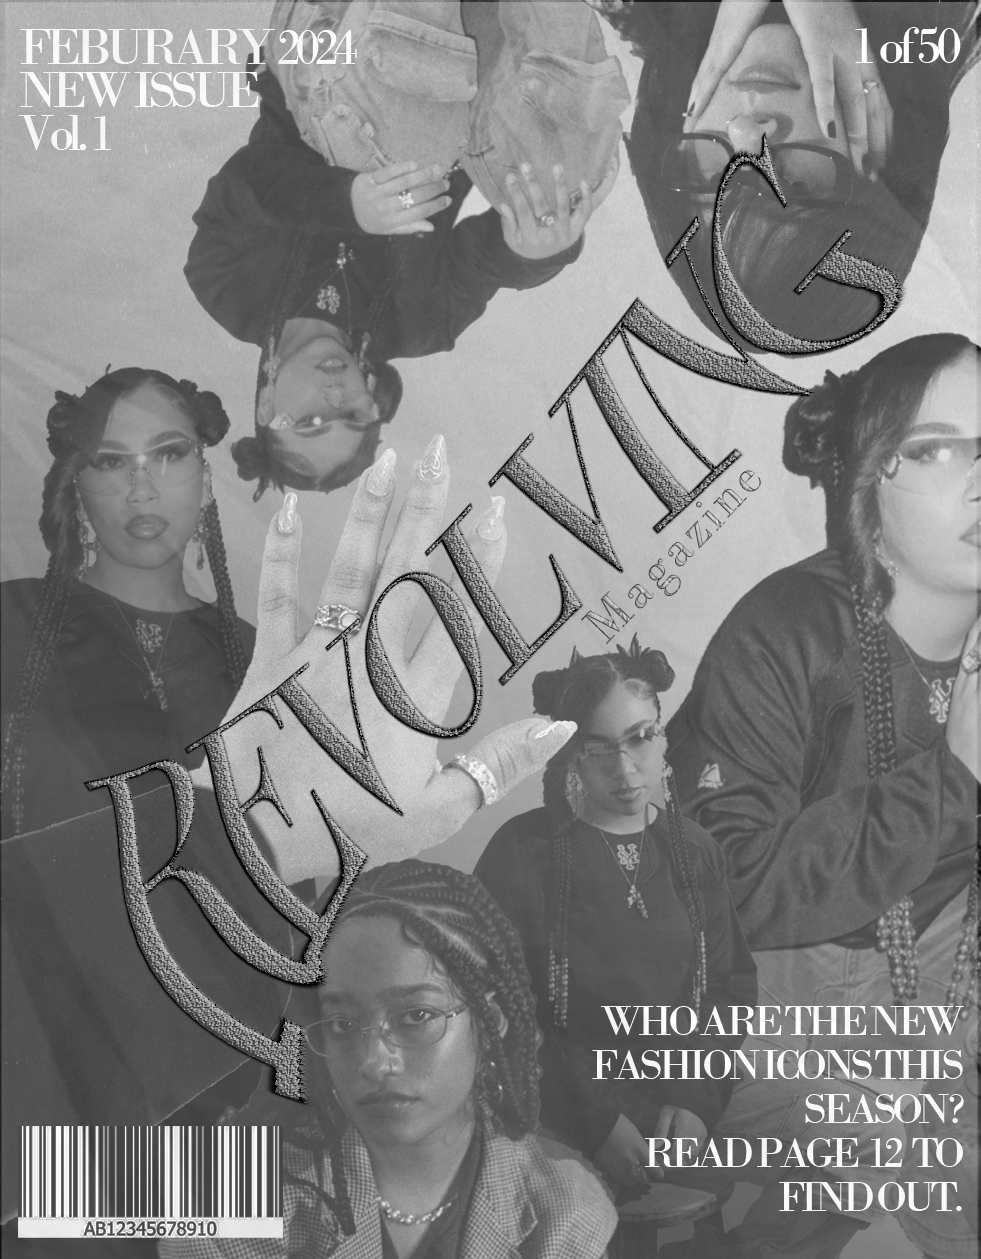 FEBURARY 2024
NEW ISSUE
Vol. 1
1 of 50
REVOLVING
Magazine
WHO ARE THE NEW
FASHION ICONS THIS
SEASON?
READ PAGE 12 TO
FIND OUT.
AB12345678910